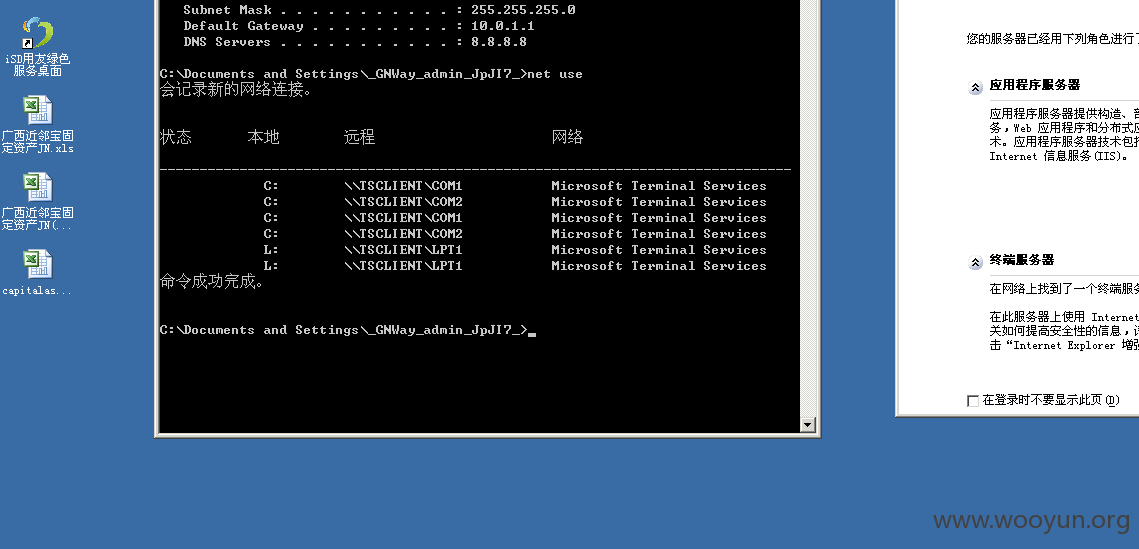 iSD用友绿色
服务桌面
广西近邻宝固
定资产JN.xls
广西近邻宝固
定资产JN(...
capitalas...
Subnet Mask . . . . . . . . . . . : 255.255.255.0
Default Gateway . . . . . . . . . : 10.0.1.1
DNS Servers . . . . . . . . . . . : 8.8.8.8
C:\Documents and Settings\_GNWay_admin_JpJI7_>net use
会记录新的网络连接。
状态 本地 远程 网络
-------------------------------------------------------------------------------
C: \\TSCLIENT\COM1 Microsoft Terminal Services
C: \\TSCLIENT\COM2 Microsoft Terminal Services
C: \\TSCLIENT\COM1 Microsoft Terminal Services
C: \\TSCLIENT\COM2 Microsoft Terminal Services
L: \\TSCLIENT\LPT1 Microsoft Terminal Services
L: \\TSCLIENT\LPT1 Microsoft Terminal Services
命令成功完成。
C:\Documents and Settings\_GNWay_admin_JpJI7_>_
您的服务器已经用下列角色进行了
应用程序服务器
应用程序服务器提供构造、
务，Web 应用程序和分布式应
术。应用程序服务器技术包括
Internet 信息服务(IIS)。
终端服务器
在网络上找到了一个终端服务
在此服务器上使用 Internet
关如何提高安全性的信息，请
击“Internet Explorer 增强
在登录时不要显示此页(D)
www.wooyun.org